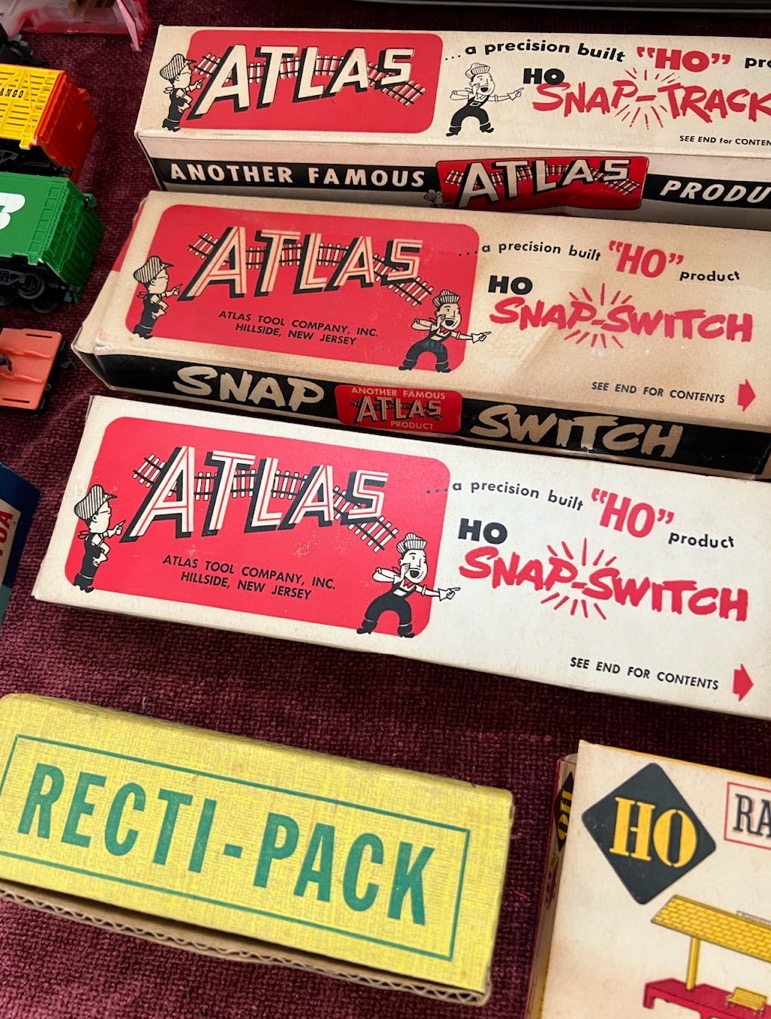 ATLAS
...a precision built "HO"
HO
SNAP-TRACK
SEE END for
ANOTHER FAMOUS ATLAS
ANGO
ATLAS
ATLAS TOOL COMPANY, INC.
HILLSIDE, NEW JERSEY
...a precision built "HO" product
HO
SNAP-SWITCH
SEE END FOR CONTENTS
SNAP
ANOTHER FAMOUS
ATLAS
PRODUCT
SWITCH
ATLAS
ATLAS TOOL COMPANY, INC.
HILLSIDE, NEW JERSEY
...a precision built "HO" product
HO
SNAP-SWITCH
SEE END FOR CONTENTS
RECTI-PACK
HO